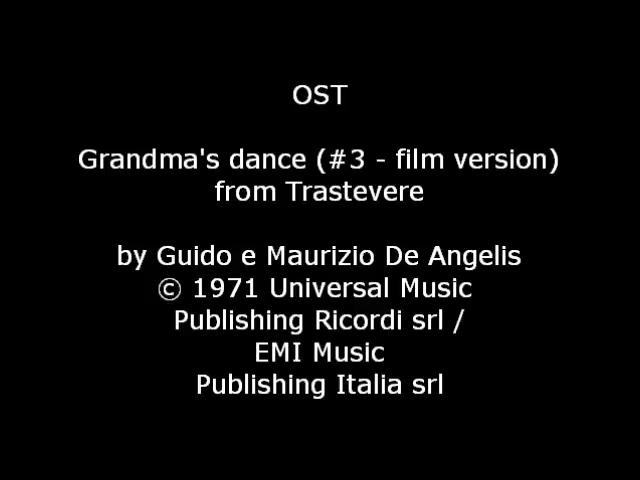 OST
Grandma's dance (#3 - film version)
from Trastevere
by Guido e Maurizio De Angelis
© 1971 Universal Music
Publishing Ricordi srl /
EMI Music
Publishing Italia srl